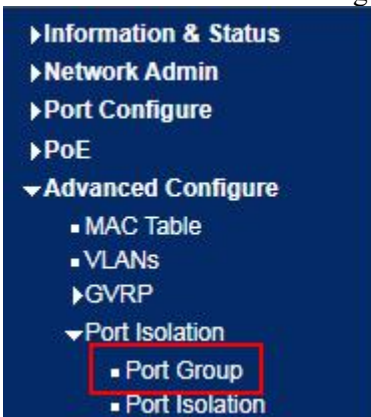 Information & Status
Network Admin
Port Configure
PoE
Advanced Configure
MAC Table
VLANs
GVRP
Port Isolation
Port Group
Port Isolation